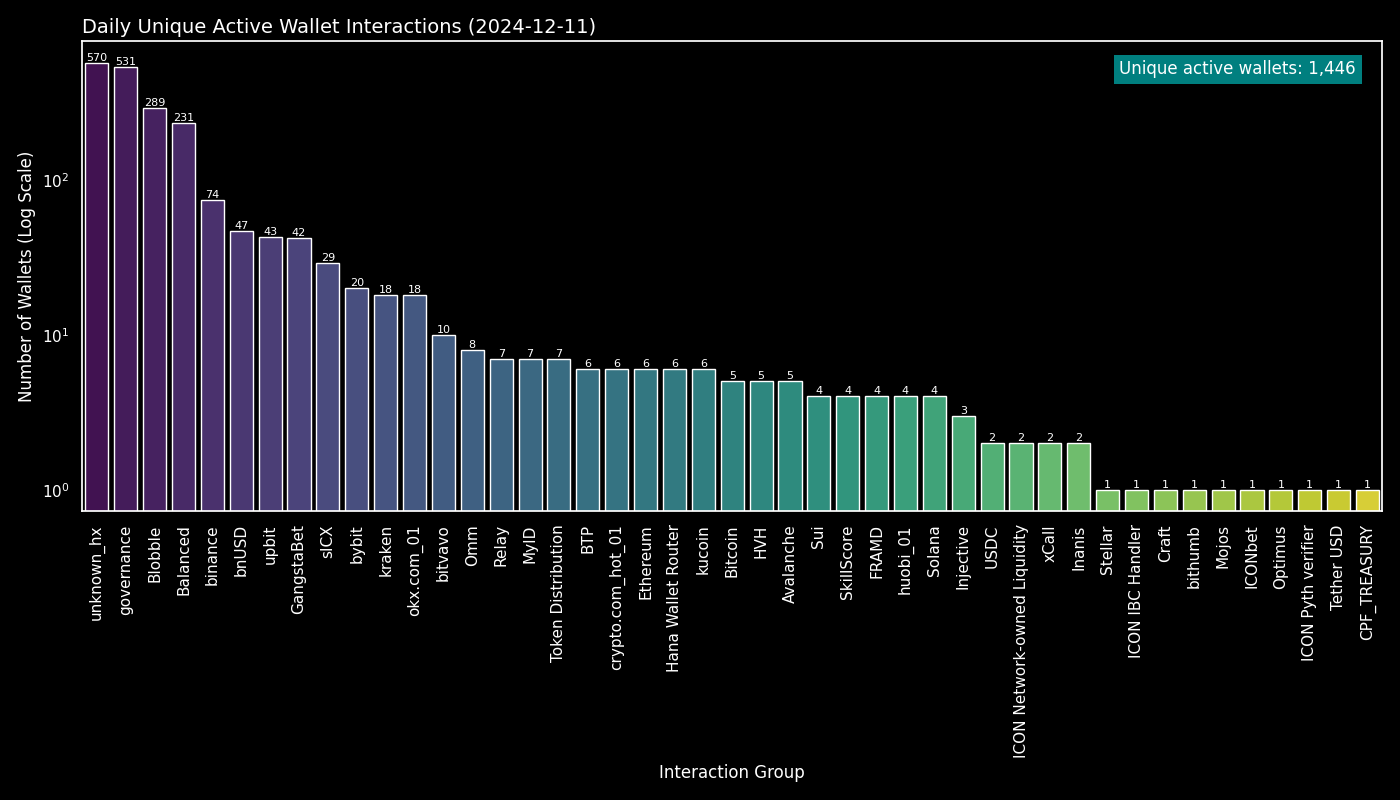 Daily Unique Active Wallet Interactions (2024-12-11)
Unique active wallets: 1,446
Number of Wallets (Log Scale)
10²
10¹
10⁰
570
531
289
231
74
47
43
42
29
20
18
18
10
8
7
7
7
6
6
6
6
6
5
5
5
4
4
4
4
4
3
2
2
2
2
1
1
1
1
1
1
1
1
1
1
unknown_hx
governance
Blobble
Balanced
binance
bnUSD
upbit
GangstaBet
sICX
bybit
kraken
okx.com_01
bitvavo
Omm
Relay
MyID
Token Distribution
BTP
crypto.com_hot_01
Ethereum
Hana Wallet Router
kucoin
Bitcoin
HVH
Avalanche
Sui
SkillScore
FRAMD
huobi_01
Solana
Injective
USDC
ICON Network-owned Liquidity
xCall
Inanis
Stellar
ICON IBC Handler
Craft
bithumb
Mojos
ICONbet
Optimus
ICON Pyth verifier
Tether USD
CPF_TREASURY
Interaction Group